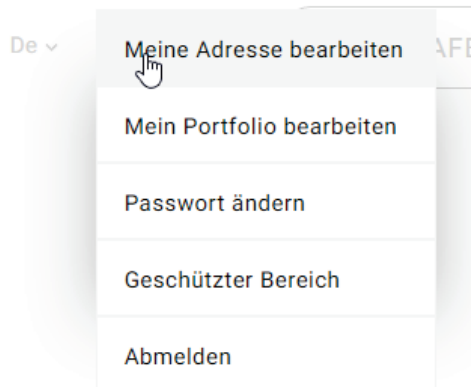 De
Meine Adresse bearbeiten
Mein Portfolio bearbeiten
Passwort ändern
Geschützter Bereich
Abmelden